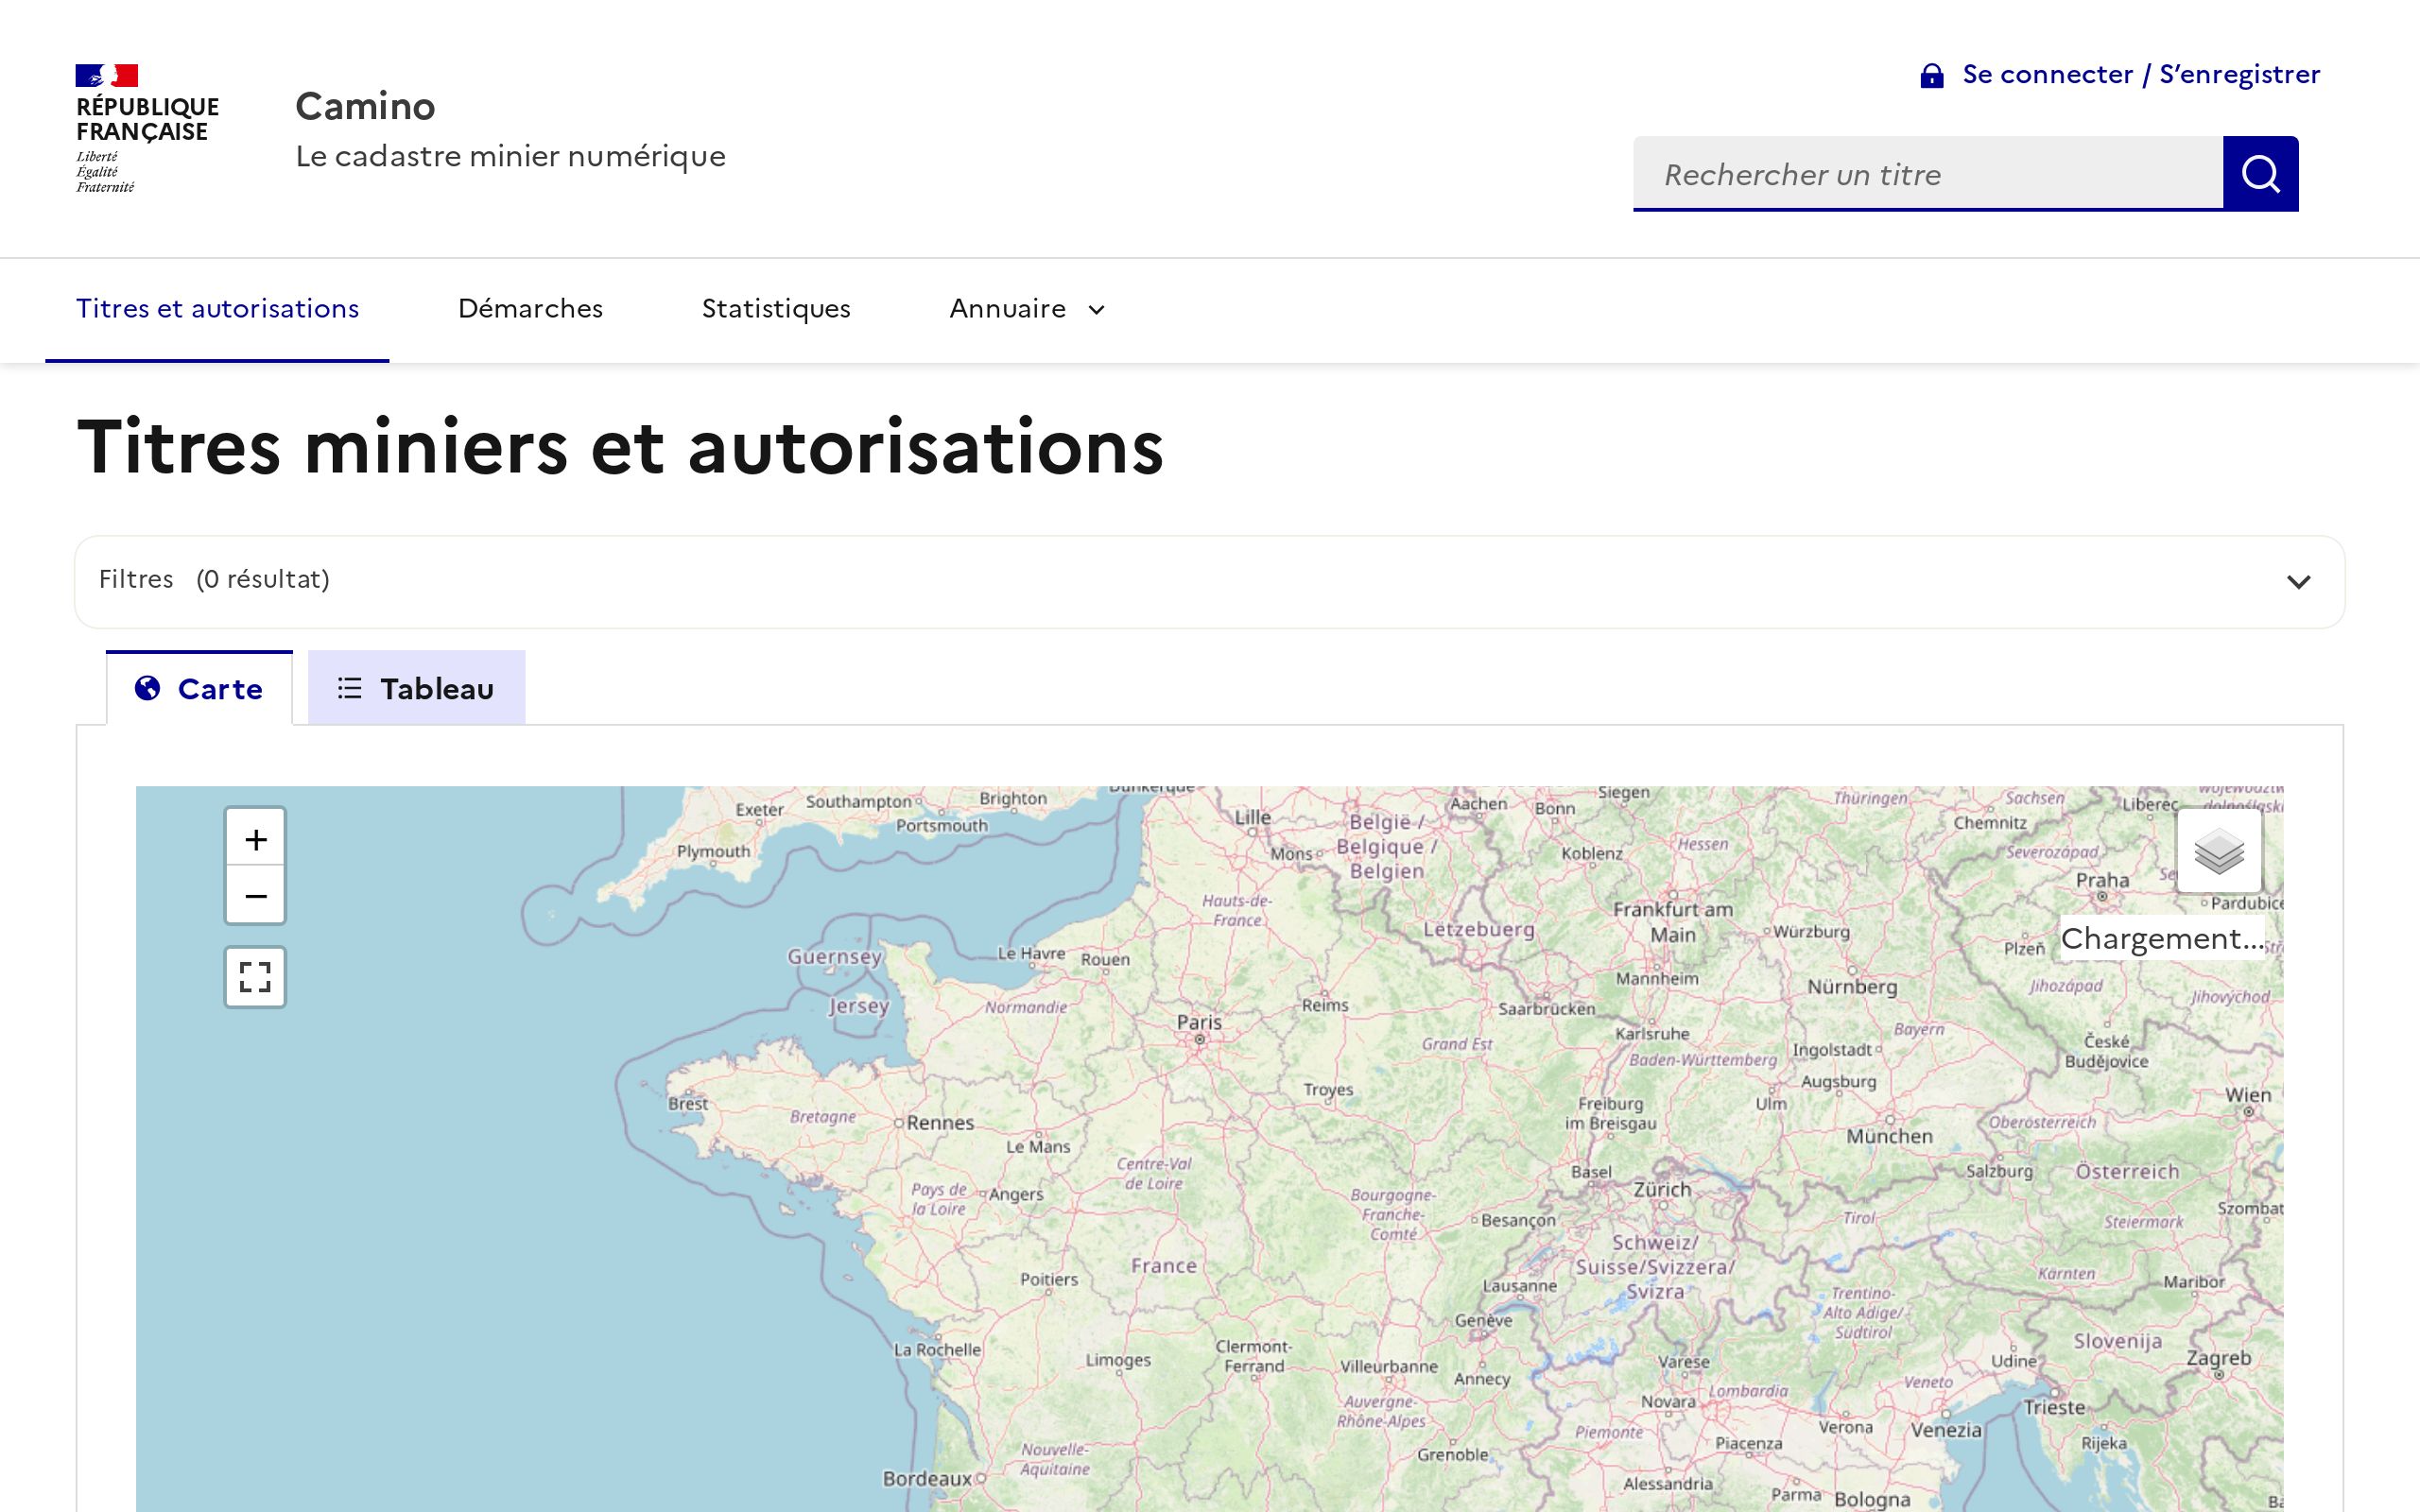 RÉPUBLIQUE
FRANÇAISE
Liberté
Égalité
Fraternité
Camino
Le cadastre minier numérique
Se connecter / S’enregistrer
Rechercher un titre
Titres et autorisations
Démarches
Statistiques
Annuaire
Titres miniers et autorisations
Filtres (0 résultat)
Carte
Tableau
+
−
Chargement...
Exeter
Southampton
Brighton
Dunkerque
Portsmouth
Plymouth
Lille
Mons
België /
Belgique /
Belgien
Aachen
Bonn
Siegen
Koblenz
Hessen
Thüringen
Sachsen
Chemnitz
Liberec
Severozápad
Praha
Pardubice
Hauts-de-
France
Lëtzebuerg
Frankfurt am
Main
Würzburg
Plzeň
Guernsey
Jersey
Le Havre
Rouen
Normandie
Reims
Paris
Saarbrücken
Mannheim
Nürnberg
Jihozápad
Jihovýchod
Grand Est
Karlsruhe
Baden-Württemberg
Bayern
Ingolstadt
České
Budějovice
Augsburg
Troyes
Brest
Bretagne
Rennes
Le Mans
Freiburg
im Breisgau
Ulm
München
Oberösterreich
Wien
Centre-Val
de Loire
Basel
Zürich
Salzburg
Österreich
Pays de
la Loire
Angers
Bourgogne-
Franche-
Comté
Besançon
Tirol
Steiermark
Szombat
Schweiz/
Suisse/Svizzera/
Svizra
France
Poitiers
Lausanne
Genève
Kärnten
Maribor
Trentino-
Alto Adige/
Südtirol
Slovenija
La Rochelle
Limoges
Clermont-
Ferrand
Villeurbanne
Annecy
Varese
Lombardia
Udine
Zagreb
Veneto
Auvergne-
Rhône-Alpes
Novara
Trieste
Verona
Venezia
Piemonte
Piacenza
Rijeka
Grenoble
Nouvelle-
Aquitaine
Bordeaux
Alessandria
Parma
Bologna